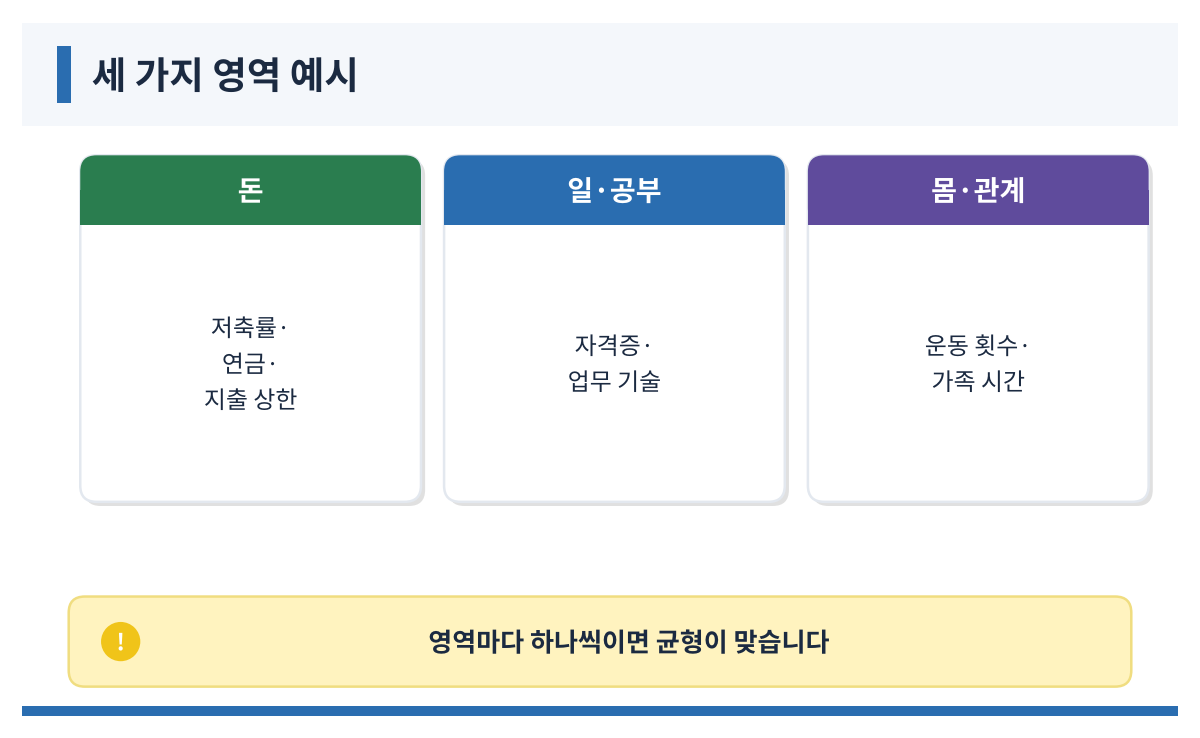 세 가지 영역 예시
돈
저축률·
연금·
지출 상한
일·공부
자격증·
업무 기술
몸·관계
운동 횟수·
가족 시간
!
영역마다 하나씩이면 균형이 맞습니다